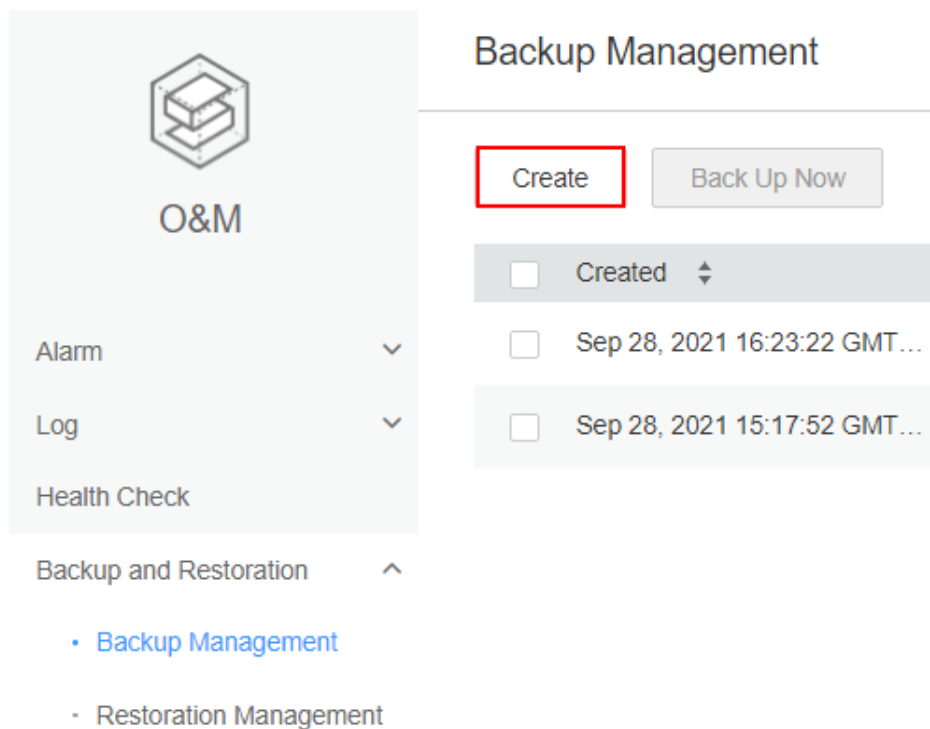 O&M
Alarm
Log
Health Check
Backup and Restoration
Backup Management
Restoration Management
Backup Management
Create Back Up Now
Created
Sep 28, 2021 16:23:22 GMT...
Sep 28, 2021 15:17:52 GMT...